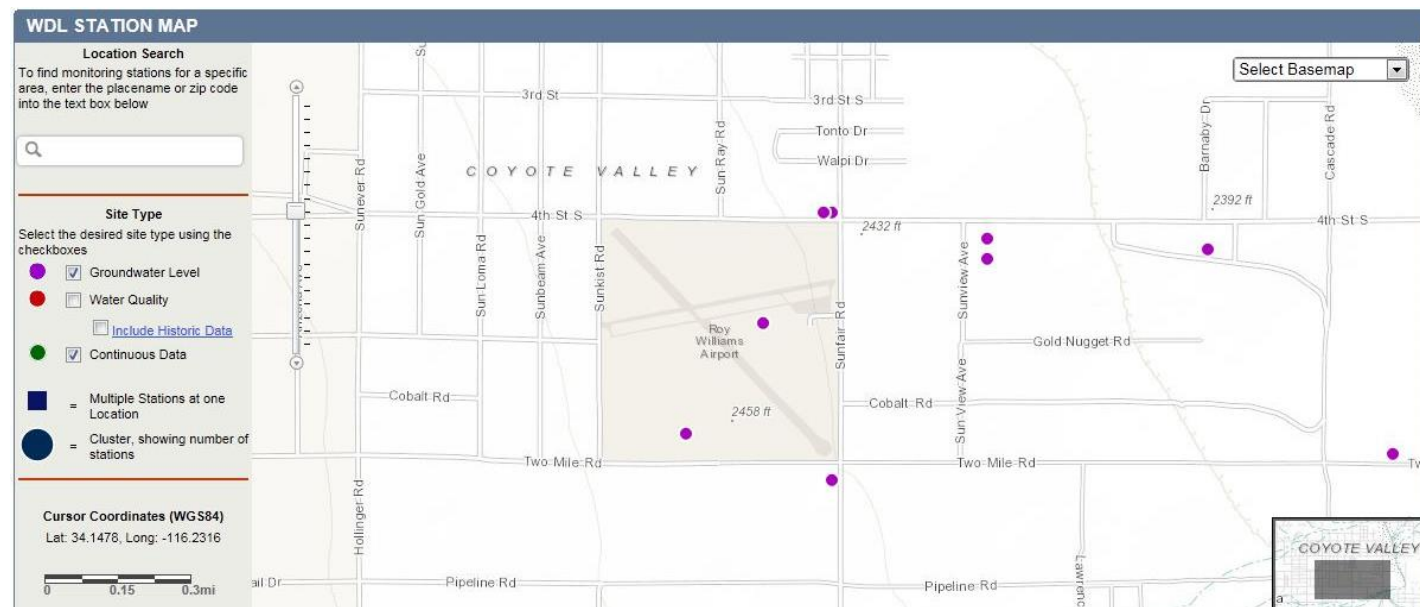 WDL STATION MAP
Location Search
To find monitoring stations for a specific
area, enter the placename or zip code
into the text box below
Site Type
Select the desired site type using the
checkboxes
Groundwater Level
Water Quality
Include Historic Data
Continuous Data
= Multiple Stations at one
Location
= Cluster, showing number of
stations
Cursor Coordinates (WGS84)
Lat: 34.1478, Long: -116.2316
0 0.15 0.3mi
Select Basemap
3rd St
3rd St S
Tonto Dr
Walpi Dr
COYOTE VALLEY
Sunever Rd
Sun Gold Ave
Sun Ray Rd
Barnaby Dr
Cascade Rd
2392 ft
4th St S
4th St S
2432 ft
Sun Loma Rd
Sunbeam Ave
Sunkist Rd
Sunview Ave
Roy
Williams
Airport
Sunfair Rd
Gold Nugget Rd
Cobalt Rd
2458 ft
Cobalt Rd
Sun View Ave
Two Mile Rd
Two Mile Rd
Tw
Hollinger Rd
ail Dr
Pipeline Rd
Pipeline Rd
Lawrenc
COYOTE VALLEY